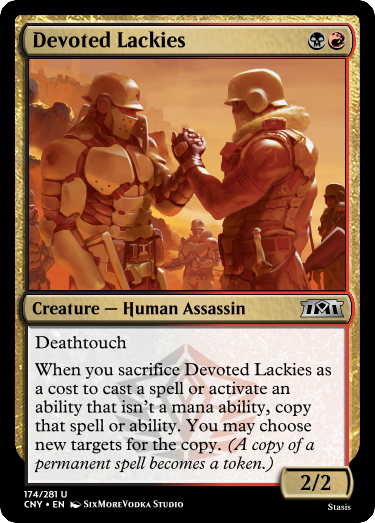 Devoted Lackies
Creature — Human Assassin
Deathtouch
When you sacrifice Devoted Lackies as
a cost to cast a spell or activate an
ability that isn't a mana ability, copy
that spell or ability. You may choose
new targets for the copy. (A copy of a
permanent spell becomes a token.)
2/2
174/281 U
CNY • EN SixMoreVodka Studio
Stasis